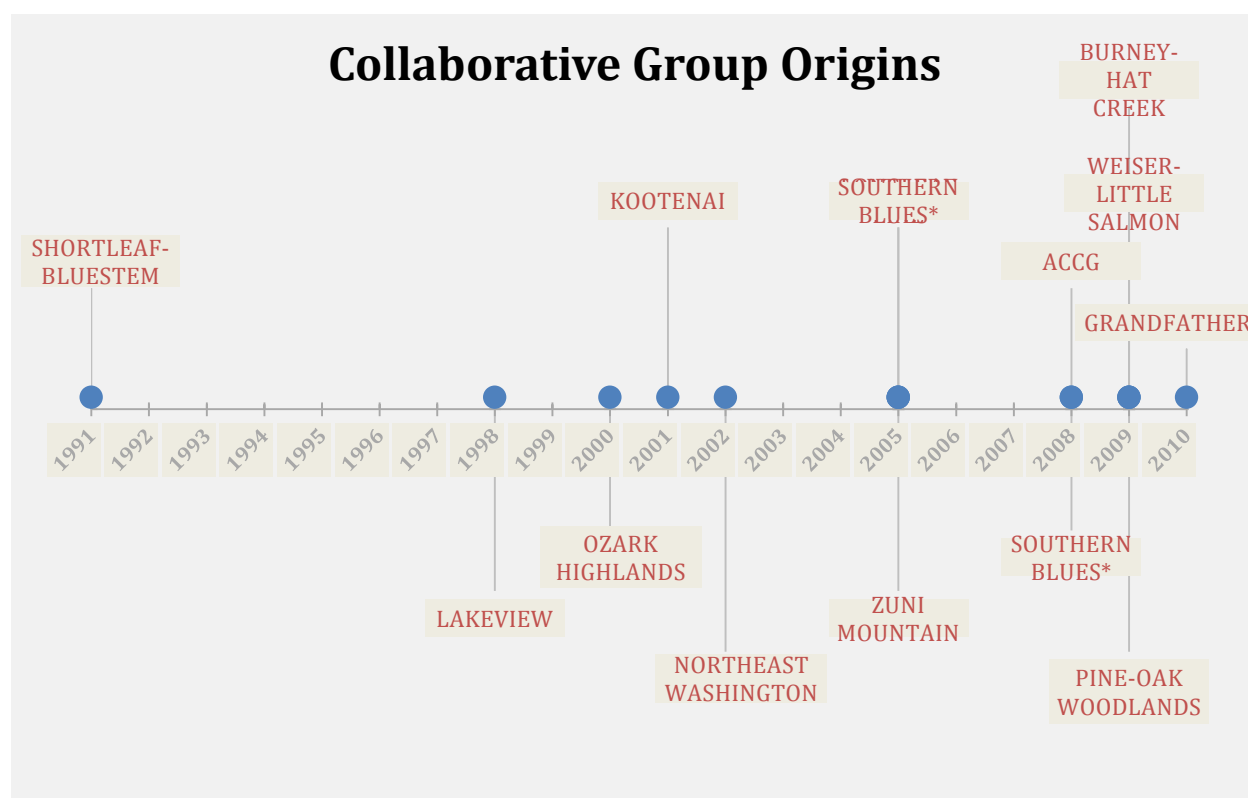 Collaborative Group Origins
BURNEY-
HAT
CREEK
WEISER-
LITTLE
SALMON
KOOTENAI
SOUTHERN
BLUES*
SHORTLEAF-
BLUESTEM
ACCG
GRANDFATHER
1991 1992 1993 1994 1995 1996 1997 1998 1999 2000 2001 2002 2003 2004 2005 2006 2007 2008 2009 2010
OZARK
HIGHLANDS
SOUTHERN
BLUES*
LAKEVIEW
ZUNI
MOUNTAIN
NORTHEAST
WASHINGTON
PINE-OAK
WOODLANDS